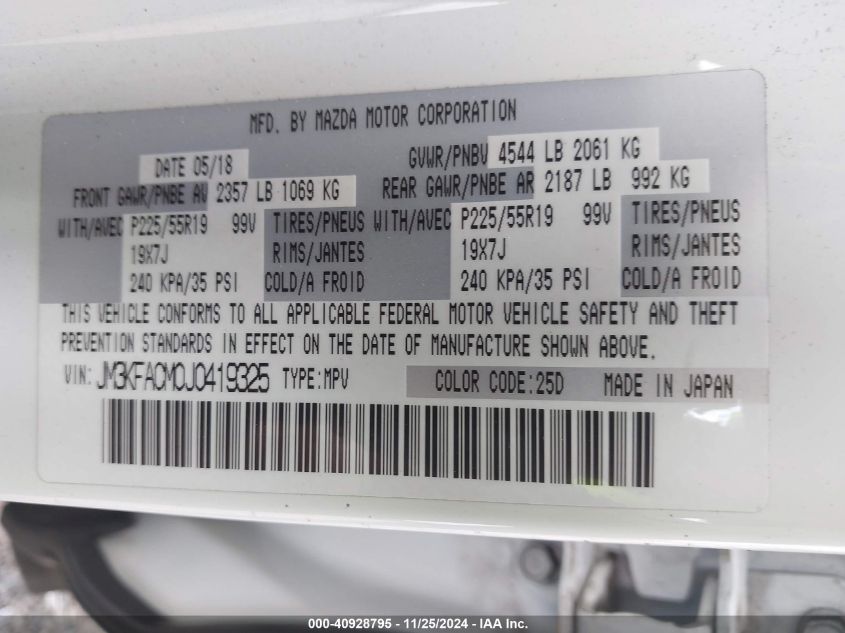 MFD. BY MAZDA MOTOR CORPORATION
DATE 05/18 GVWR/PNBV 4544 LB 2061 KG
FRONT GAWR/PNBE AV 2357 LB 1069 KG REAR GAWR/PNBE AR 2187 LB 992 KG
WITH/AVEC P225/55R19 99V TIRES/PNEUS WITH/AVEC P225/55R19 99V TIRES/PNEUS
19X7J RIMS/JANTES 19X7J RIMS/JANTES
240 KPA/35 PSI COLD/A FROID 240 KPA/35 PSI COLD/A FROID
THIS VEHICLE CONFORMS TO ALL APPLICABLE FEDERAL MOTOR VEHICLE SAFETY AND THEFT
PREVENTION STANDARDS IN EFFECT ON THE DATE OF MANUFACTURE SHOWN ABOVE.
VIN: JM3KFACM0J0419325 TYPE:MPV COLOR CODE:25D MADE IN JAPAN
000-40928795 - 11/25/2024 - IAA Inc.